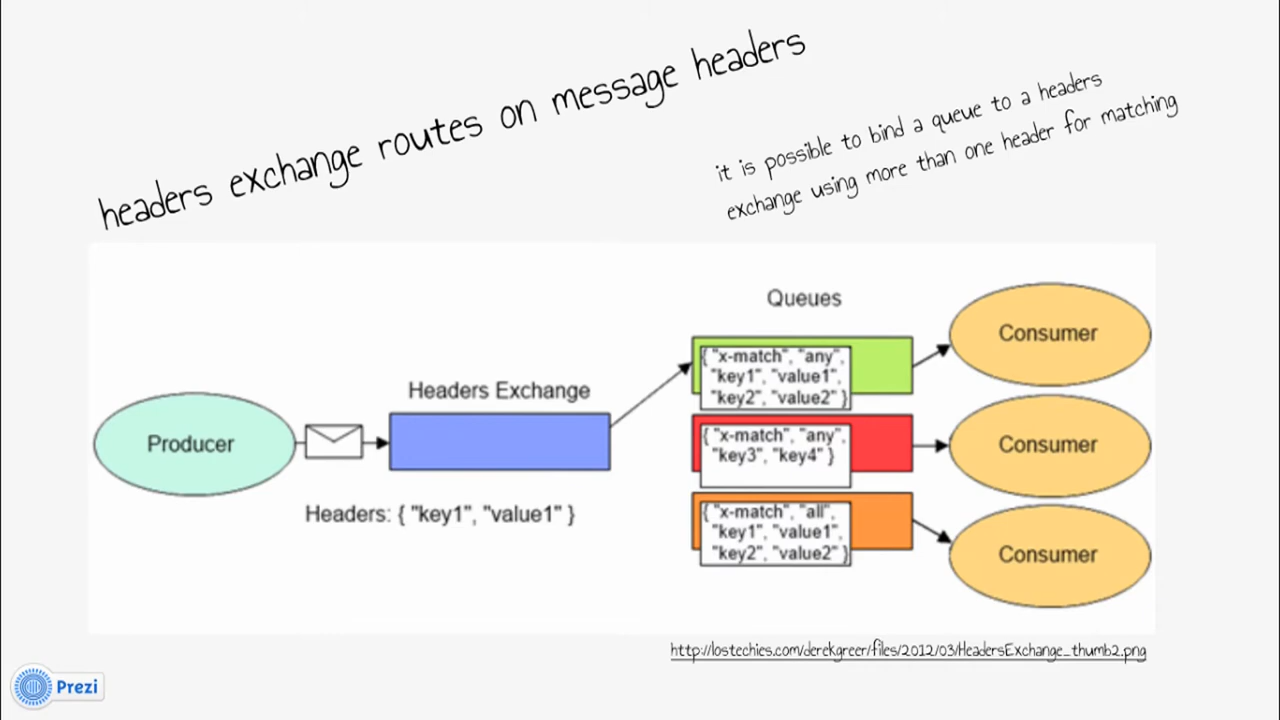 headers exchange routes on message headers
it is possible to bind a queue to a headers
exchange using more than one header for matching
Queues
Headers Exchange
Producer
Headers: { "key1", "value1" }
{ "x-match", "any",
"key1", "value1",
"key2", "value2" }
Consumer
{ "x-match", "any",
"key3", "key4" }
Consumer
{ "x-match", "all",
"key1", "value1",
"key2", "value2" }
Consumer
http://lostechies.com/derekgreer/files/2012/03/HeadersExchange_thumb2.png
Prezi